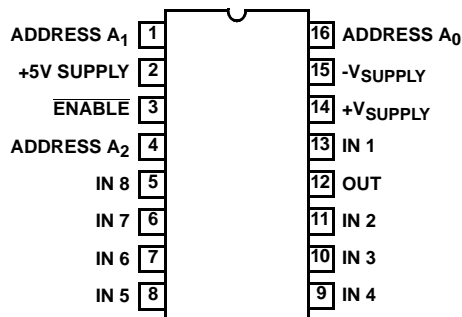 ADDRESS A1 1 16 ADDRESS A0
+5V SUPPLY 2 15 -VSUPPLY
ENABLE 3 14 +VSUPPLY
ADDRESS A2 4 13 IN 1
IN 8 5 12 OUT
IN 7 6 11 IN 2
IN 6 7 10 IN 3
IN 5 8 9 IN 4